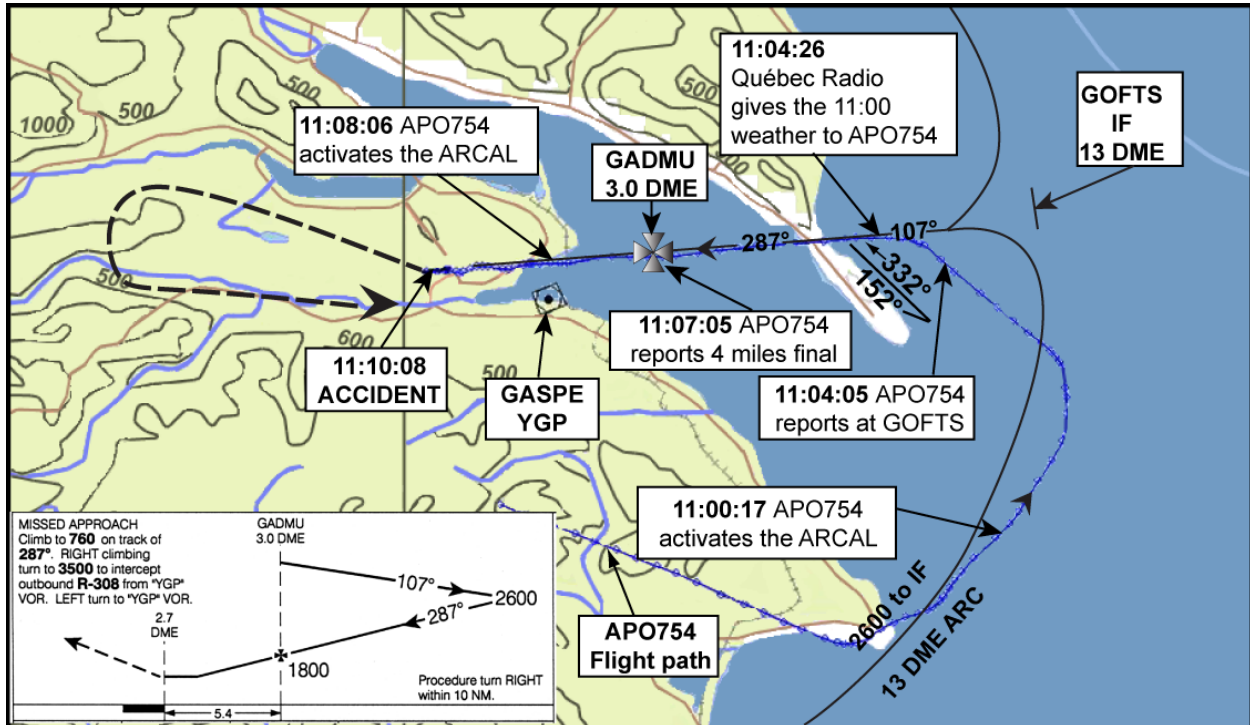 500
1000
500
500
600
500
500
500
11:08:06 APO754
activates the ARCAL
GADMU
3.0 DME
11:04:26
Québec Radio
gives the 11:00
weather to APO754
GOFTS
IF
13 DME
287°
107°
332°
152°
11:10:08
ACCIDENT
GASPE
YGP
11:07:05 APO754
reports 4 miles final
11:04:05 APO754
reports at GOFTS
11:00:17 APO754
activates the ARCAL
APO754
Flight path
2600 to IF
13 DME ARC
MISSED APPROACH
Climb to 760 on track of
287°. RIGHT climbing
turn to 3500 to intercept
outbound R-308 from "YGP"
VOR. LEFT turn to "YGP" VOR.
GADMU
3.0 DME
107°
2600
287°
2.7
DME
1800
Procedure turn RIGHT
within 10 NM.
5.4